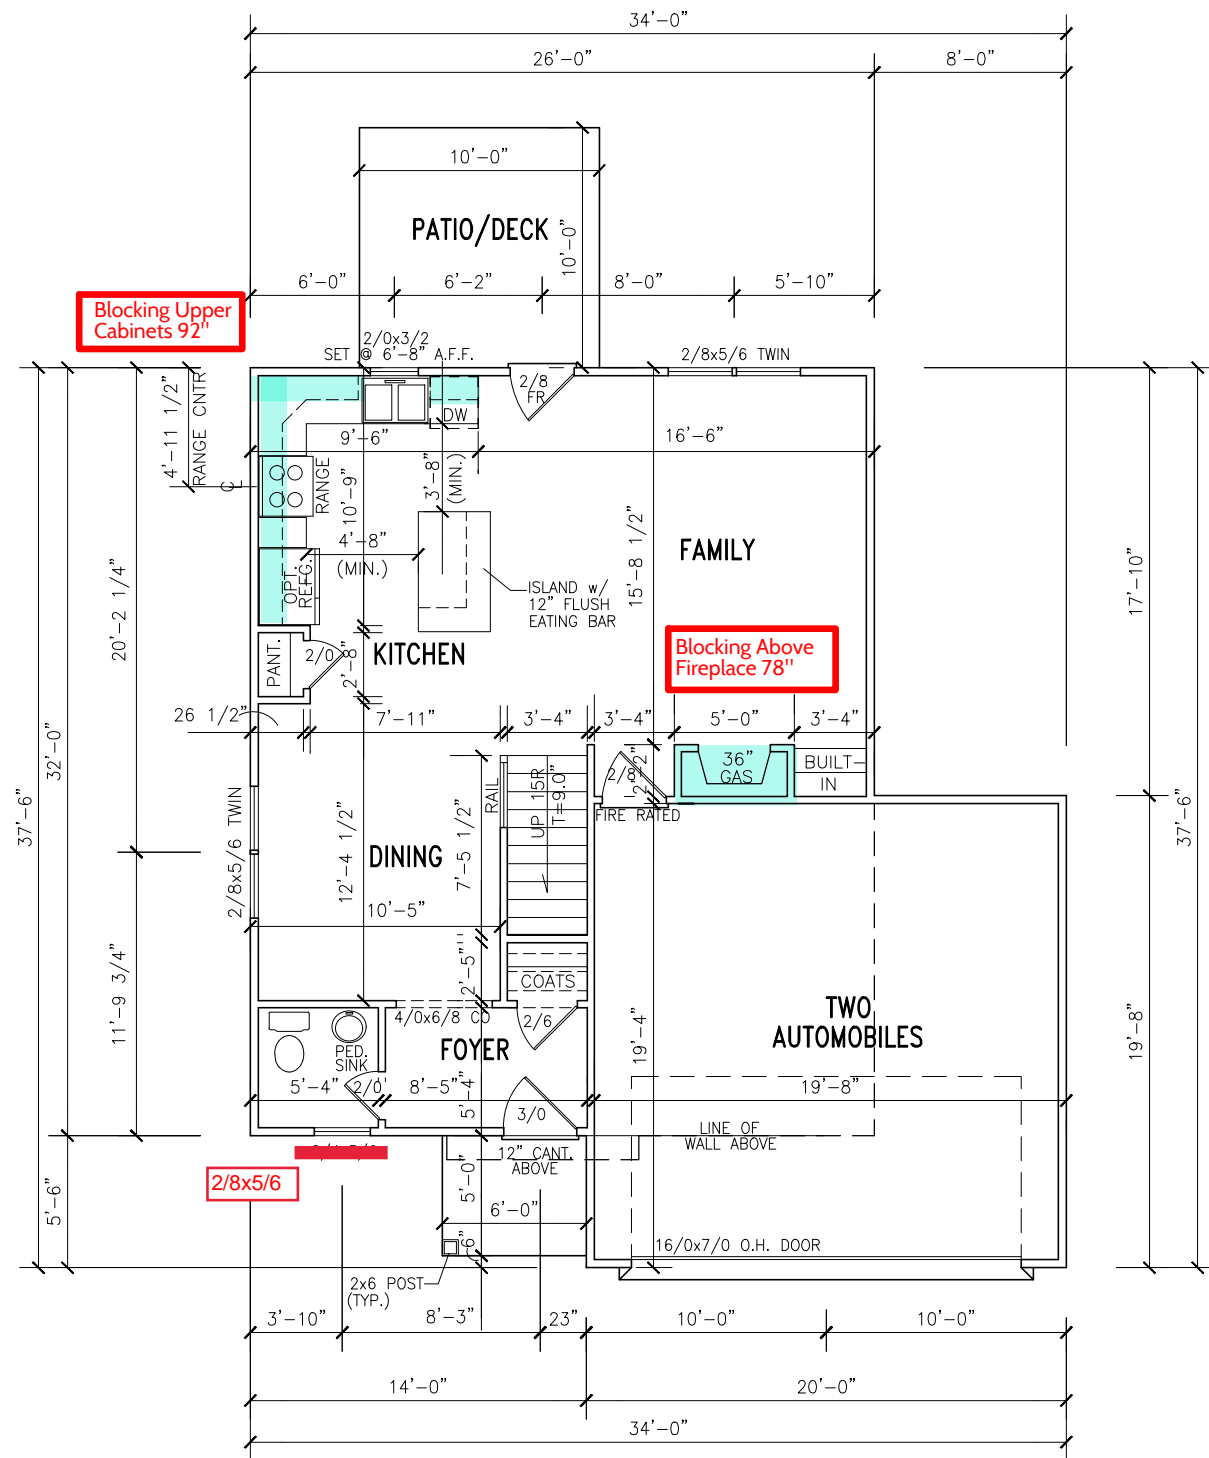 34'-0"
26'-0"
8'-0"
10'-0"
PATIO/DECK
10'-0"
6'-0"
6'-2"
8'-0"
5'-10"
Blocking Upper
Cabinets 92"
2/0x3/2
SET @ 6'-8" A.F.F.
2/8x5/6 TWIN
2/8
FR
DW
4'-11 1/2"
RANGE CNTR
CL
9'-6"
16'-6"
RANGE
10'-9"
3'-8"
(MIN.)
4'-8"
(MIN.)
OPT.
REFG.
15'-8 1/2"
FAMILY
ISLAND w/
12" FLUSH
EATING BAR
17'-10"
20'-2 1/4"
Blocking Above
Fireplace 78"
PANT.
2/0
2'-8"
KITCHEN
26 1/2"
7'-11"
3'-4"
3'-4"
5'-0"
3'-4"
32'-0"
37'-6"
37'-6"
2/8
2'-2"
36"
GAS
BUILT-
IN
FIRE RATED
RAIL
UP 15R
T=9.0"
2/8x5/6 TWIN
12'-4 1/2"
DINING
7'-5 1/2"
10'-5"
11'-9 3/4"
2'-5"
COATS
4/0x6/8 CO
2/6
TWO
AUTOMOBILES
PED.
SINK
FOYER
19'-4"
19'-8"
5'-4"
2/0
8'-5"
5'-4"
3/0
19'-8"
LINE OF
WALL ABOVE
12" CANT.
ABOVE
2/8x5/6
5'-6"
5'-0"
6'-0"
6"
16/0x7/0 O.H. DOOR
2x6 POST
(TYP.)
3'-10"
8'-3"
23"
10'-0"
10'-0"
14'-0"
20'-0"
34'-0"